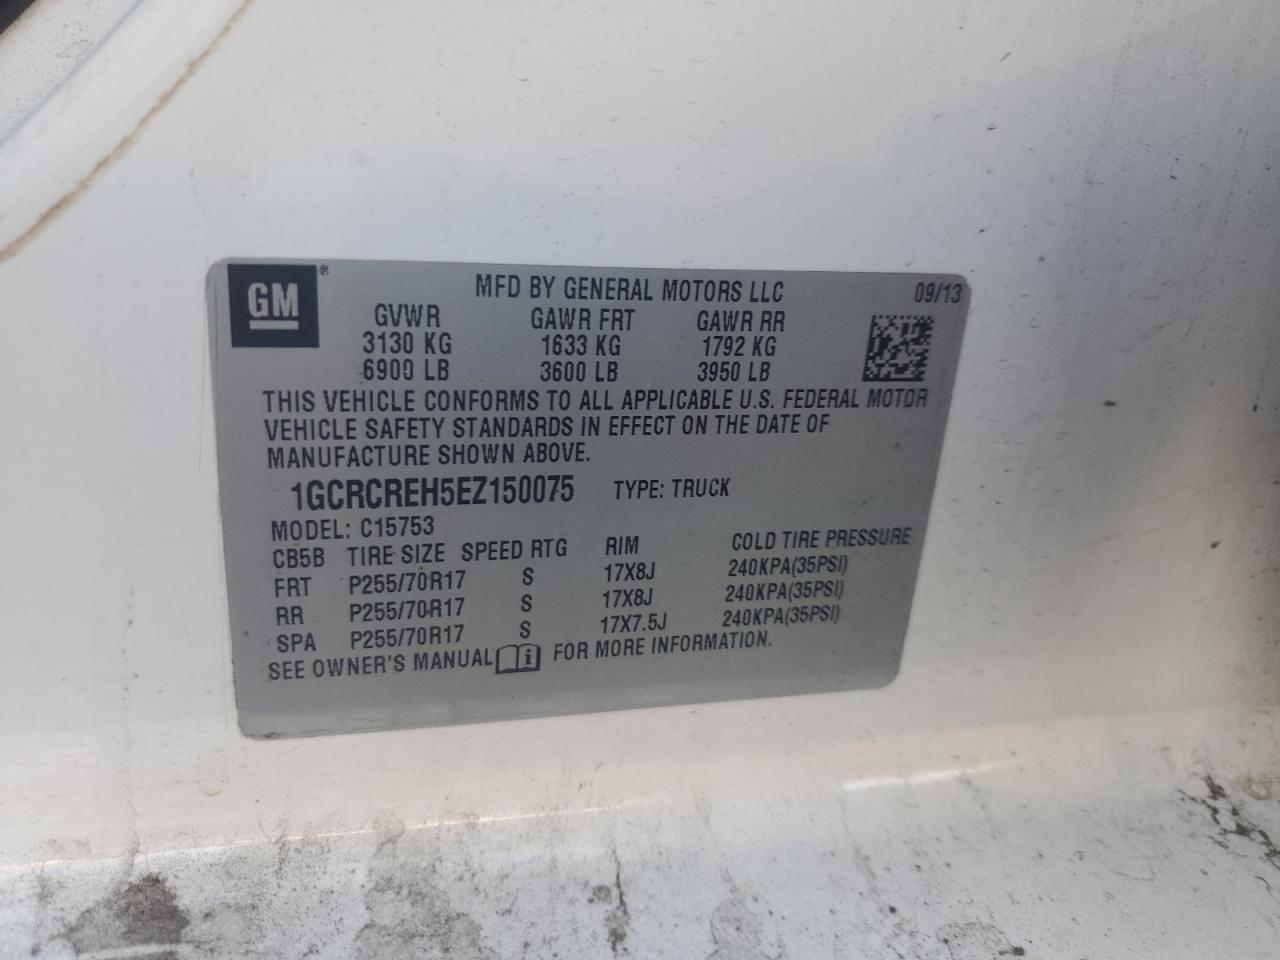 GM ® MFD BY GENERAL MOTORS LLC 09/13
GVWR GAWR FRT GAWR RR
3130 KG 1633 KG 1792 KG
6900 LB 3600 LB 3950 LB
THIS VEHICLE CONFORMS TO ALL APPLICABLE U.S. FEDERAL MOTOR
VEHICLE SAFETY STANDARDS IN EFFECT ON THE DATE OF
MANUFACTURE SHOWN ABOVE.
1GCRCREH5EZ150075 TYPE: TRUCK
MODEL: C15753
CB5B TIRE SIZE SPEED RTG RIM COLD TIRE PRESSURE
FRT P255/70R17 S 17X8J 240KPA(35PSI)
RR P255/70R17 S 17X8J 240KPA(35PSI)
SPA P255/70R17 S 17X7.5J 240KPA(35PSI)
SEE OWNER'S MANUAL i FOR MORE INFORMATION.